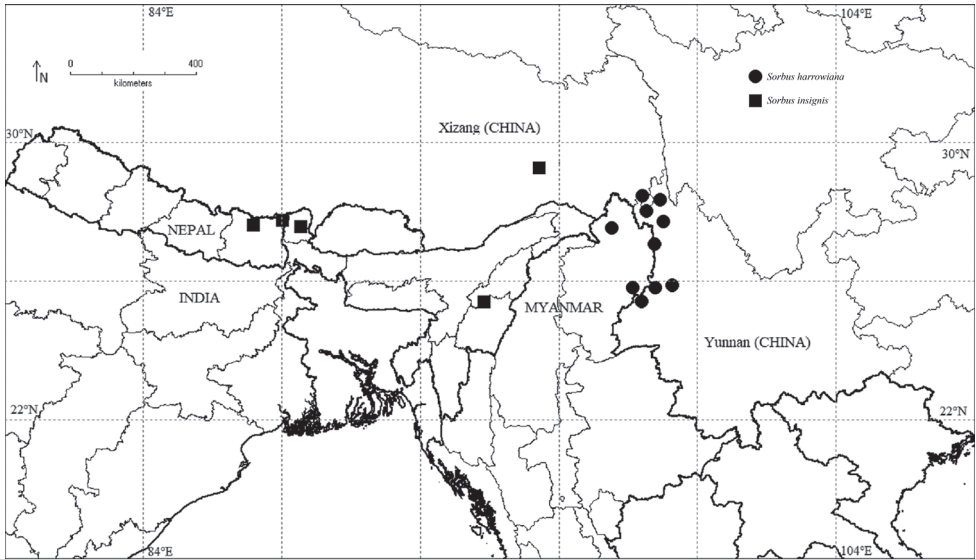 84°E
104°E
N
0 400
kilometers
Sorbus harrowiana
Sorbus insignis
Xizang (CHINA)
30°N
30°N
NEPAL
INDIA
MYANMAR
Yunnan (CHINA)
22°N
22°N
84°E
104°E